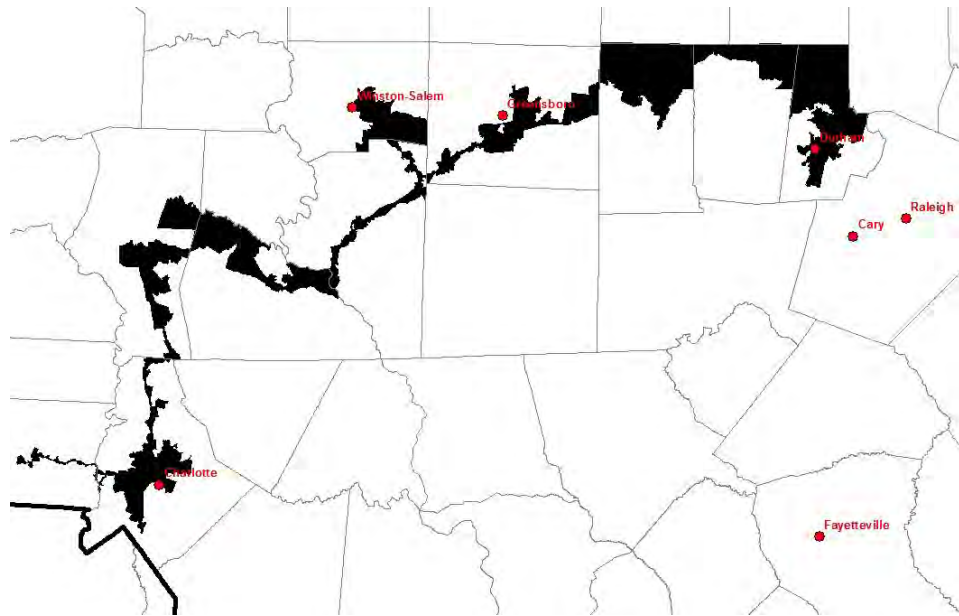 Winston-Salem
Greensboro
Durham
Raleigh
Cary
Charlotte
Fayetteville